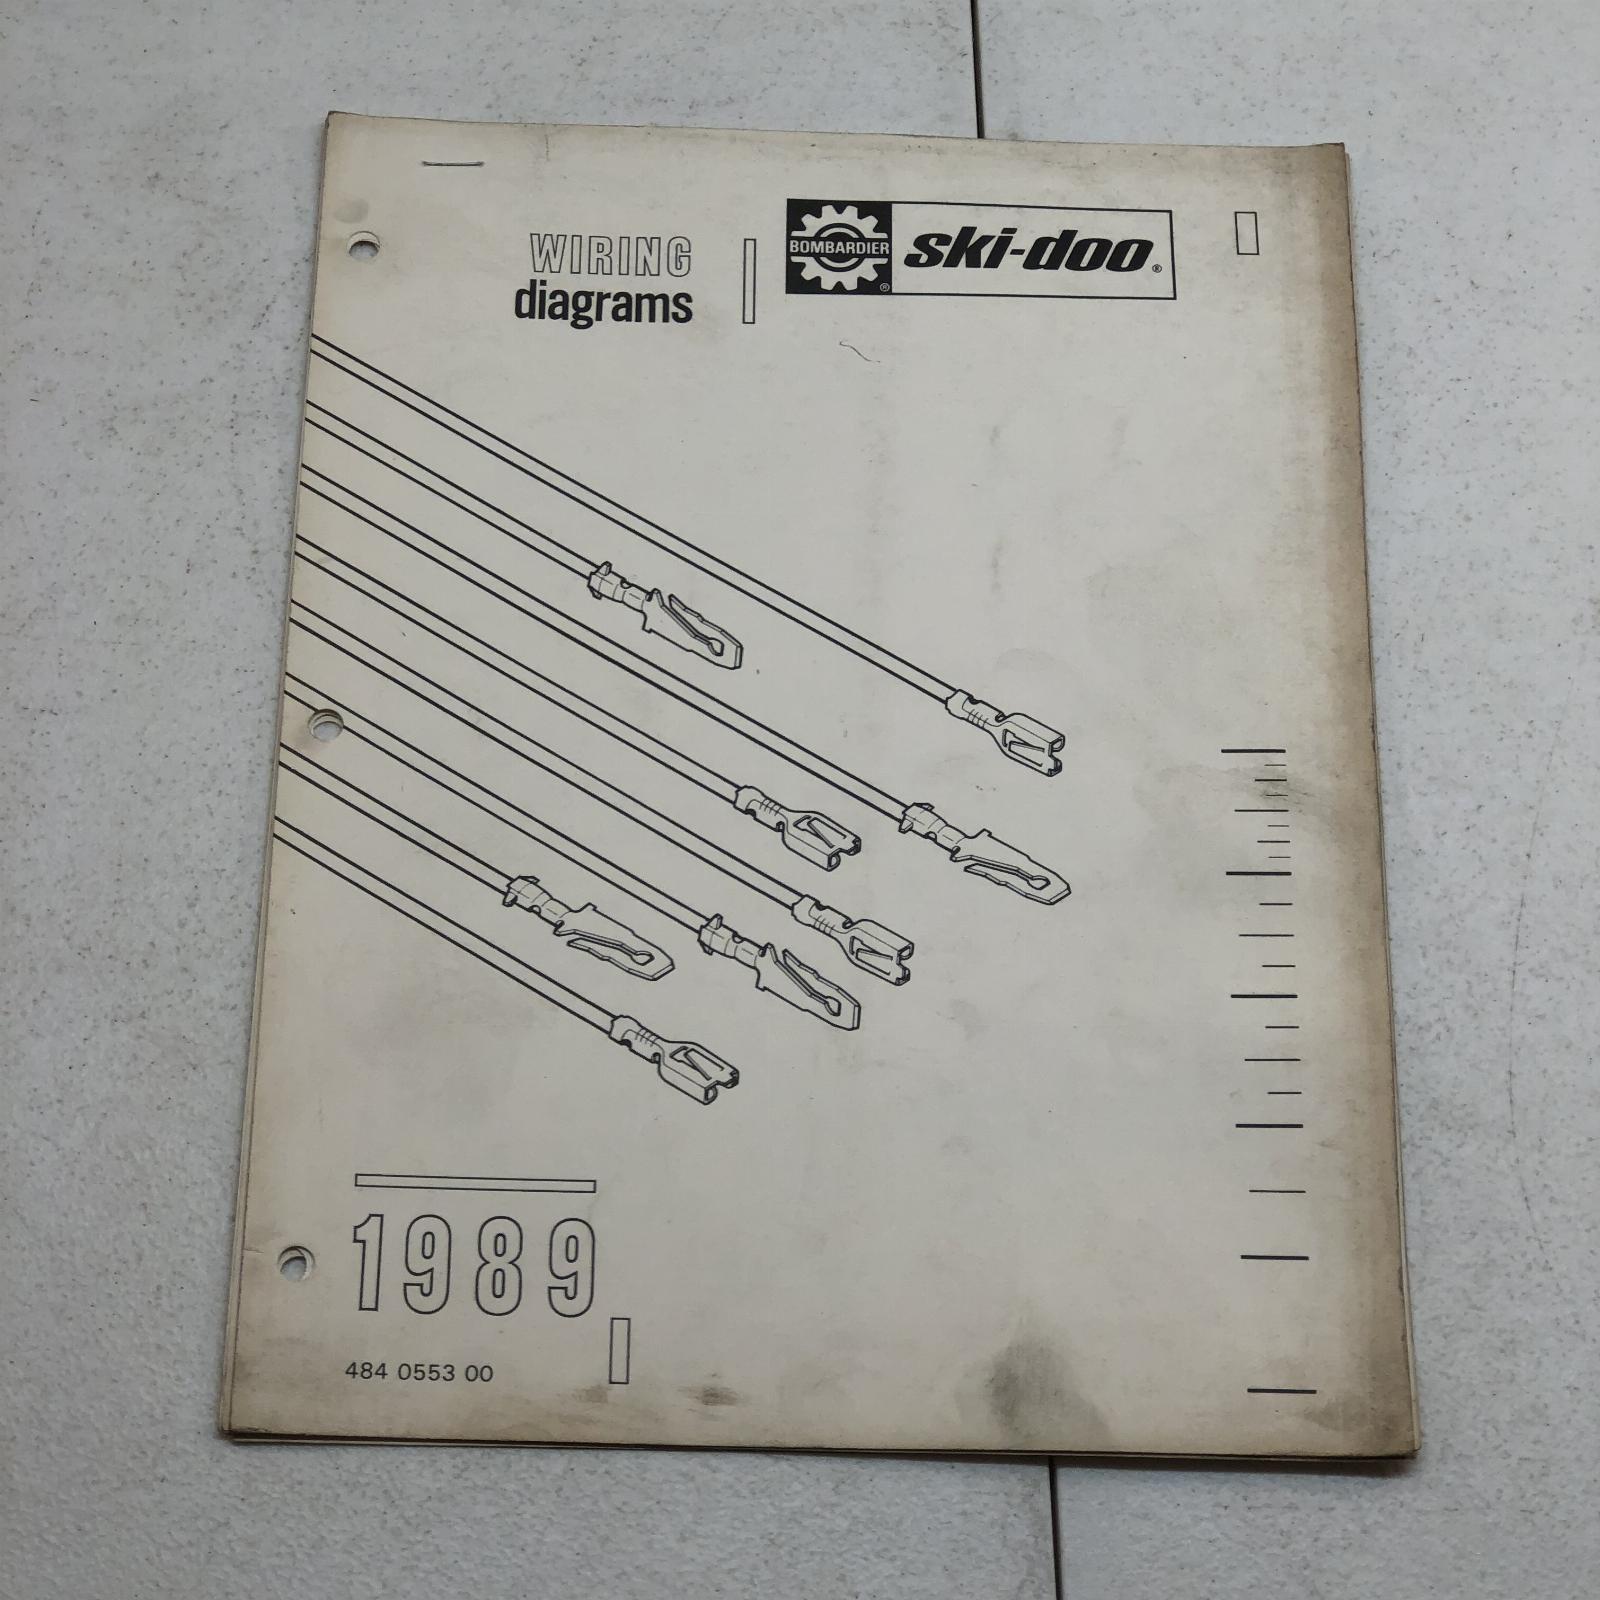 WIRING
diagrams
BOMBARDIER
®
ski-doo®
1989
484 0553 00